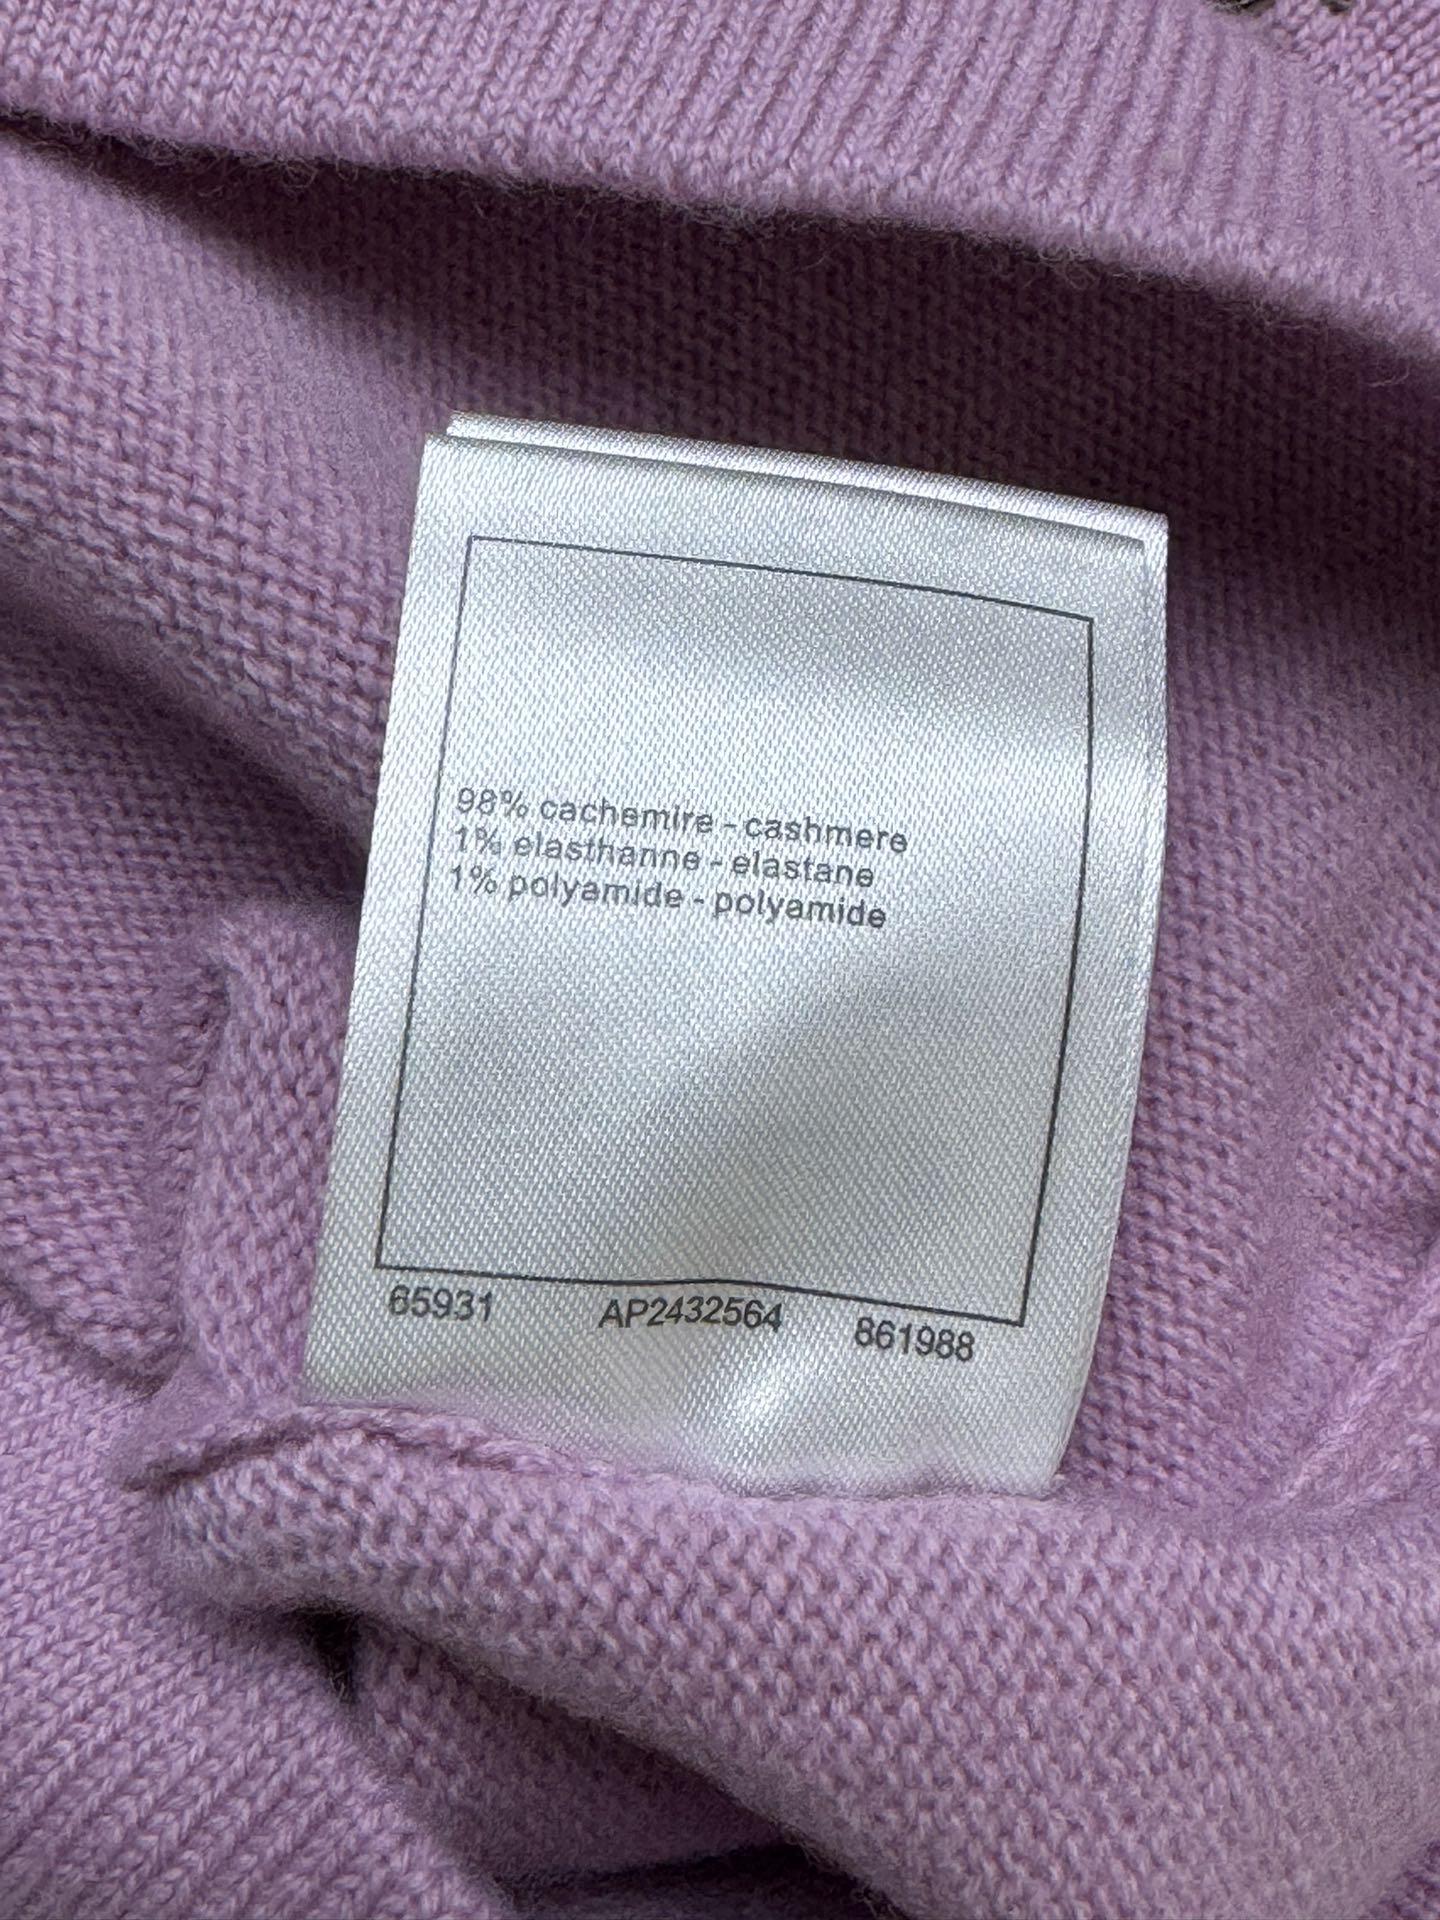 98% cachemire - cashmere
1% elasthanne - elastane
1% polyamide - polyamide
65931 AP2432564 861988